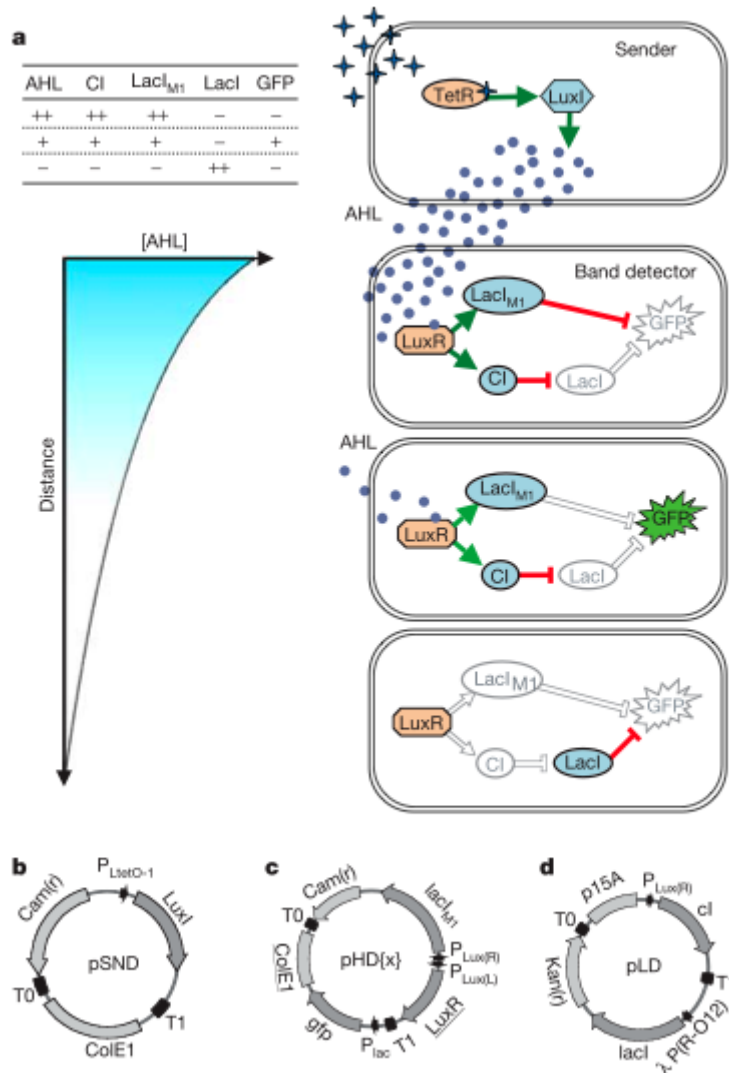 a
AHL CI LacI_M1 LacI GFP
++ ++ ++ – –
+ + + – +
– – – ++ –
[AHL]
Distance
Sender
TetR
LuxI
AHL
Band detector
LacI_M1
LuxR
GFP
CI
LacI
AHL
LacI_M1
LuxR
GFP
CI
LacI
LacI_M1
LuxR
GFP
CI
LacI
b
P_LtetO-1
Cam(r)
LuxI
pSND
T0
T1
ColE1
c
Cam(r)
lacI_M1
T0
P_Lux(R)
P_Lux(L)
ColE1
pHD{x}
LuxR
gfp
P_lac
T1
d
p15A
P_Lux(R)
cI
T0
pLD
T
Kan(r)
lacI
λ P(R-O12)